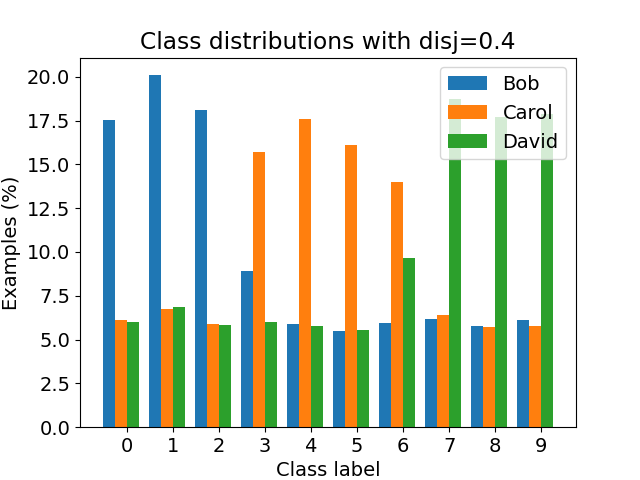 Class distributions with disj=0.4
Bob
Carol
David
Examples (%)
20.0
17.5
15.0
12.5
10.0
7.5
5.0
2.5
0.0
0 1 2 3 4 5 6 7 8 9
Class label